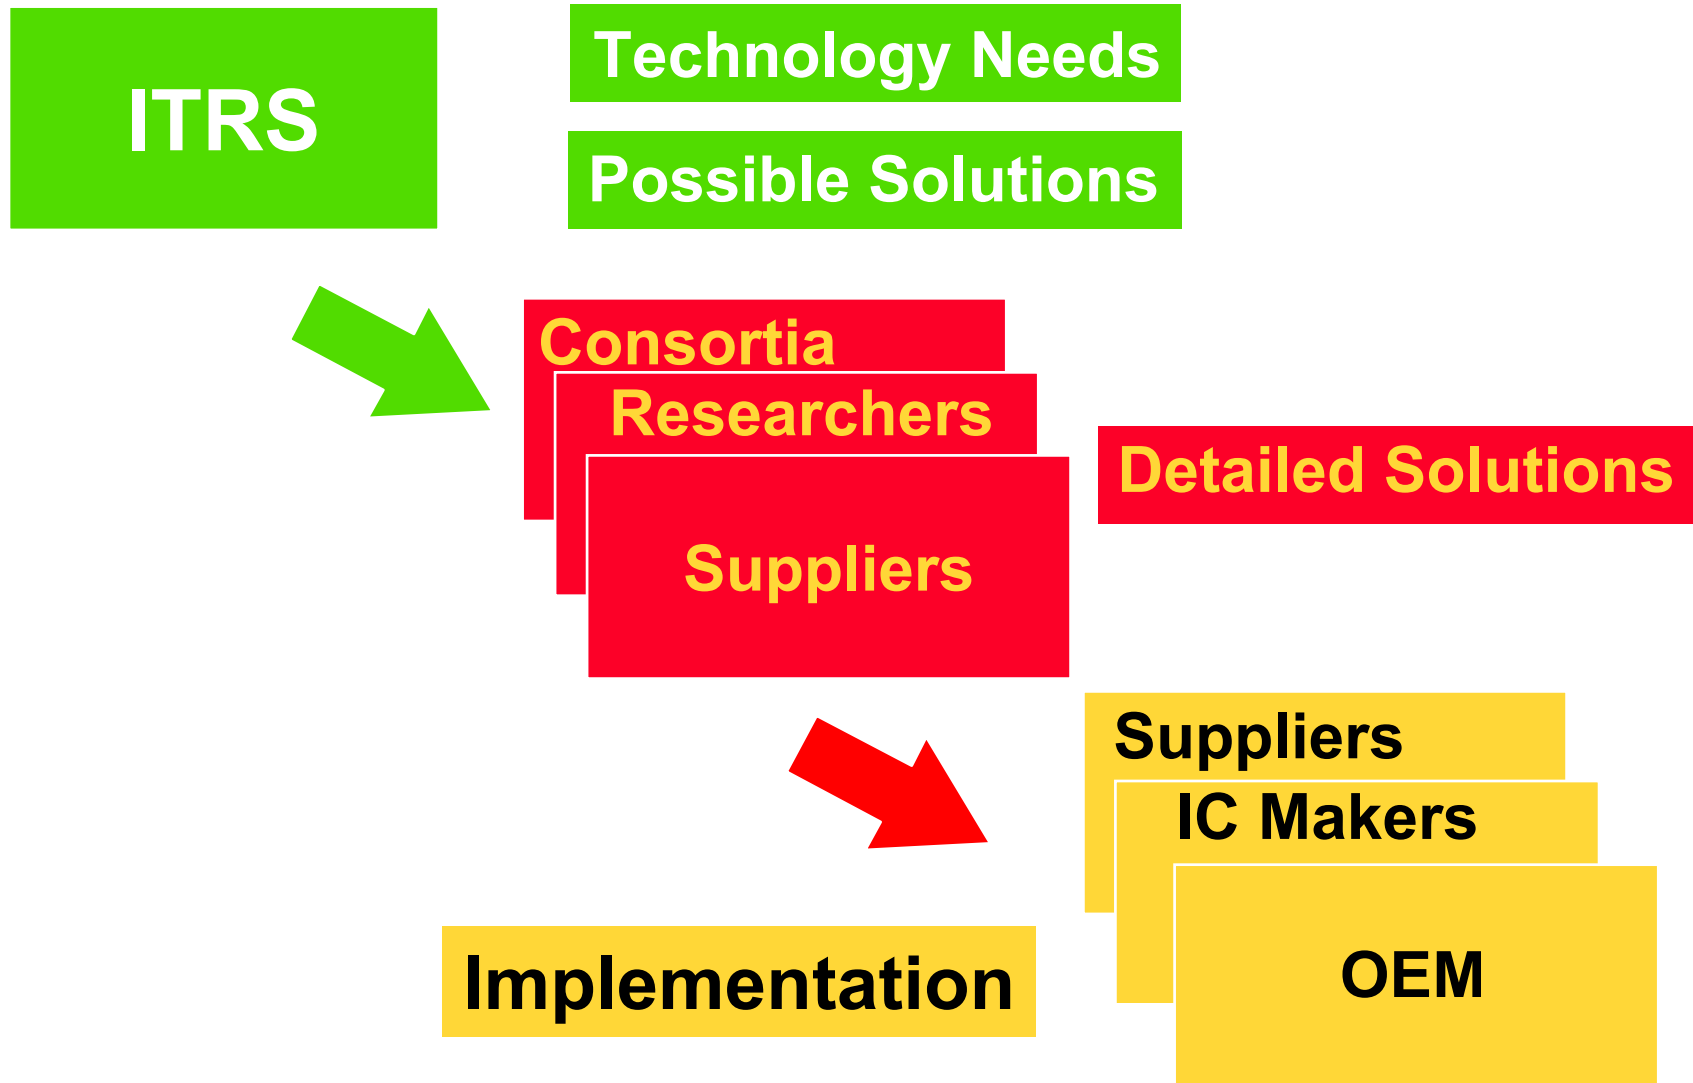 ITRS
Technology Needs
Possible Solutions
Consortia
Researchers
Suppliers
Detailed Solutions
Suppliers
IC Makers
OEM
Implementation